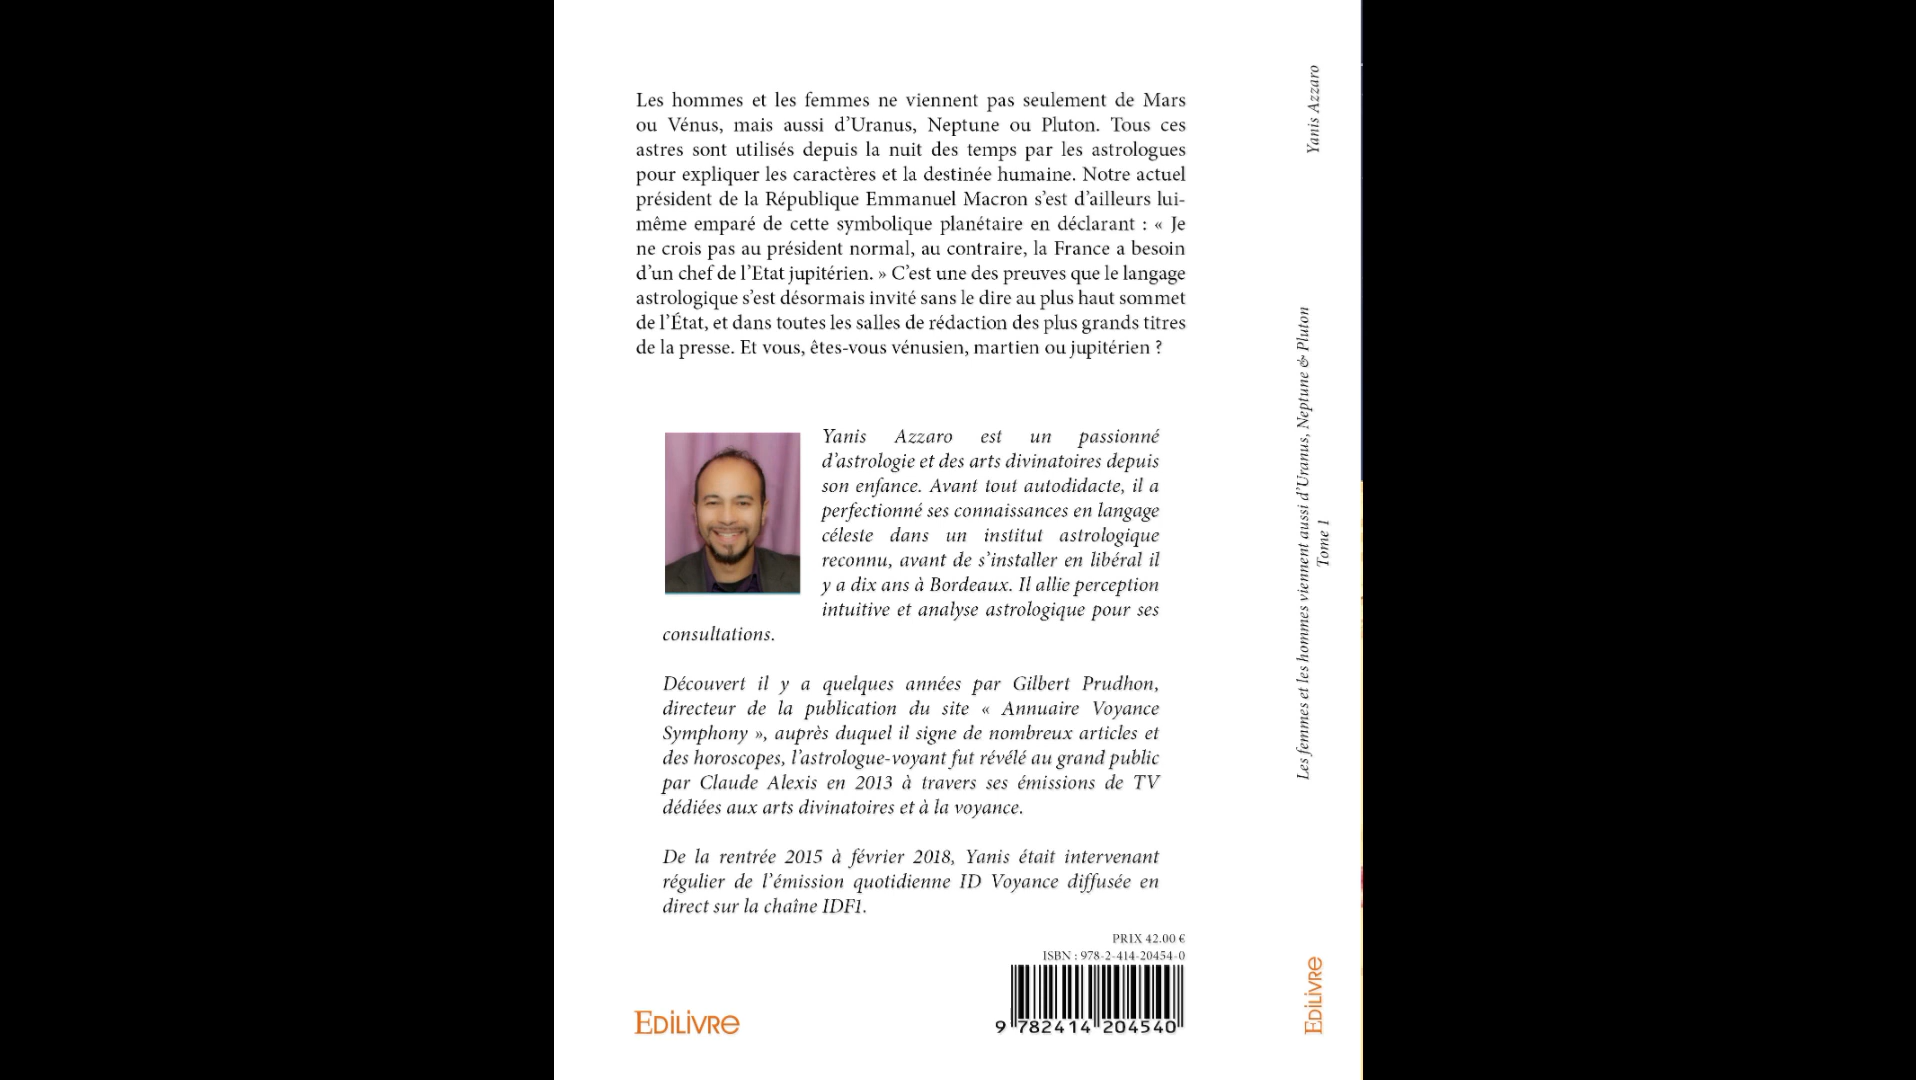 Les hommes et les femmes ne viennent pas seulement de Mars
ou Vénus, mais aussi d’Uranus, Neptune ou Pluton. Tous ces
astres sont utilisés depuis la nuit des temps par les astrologues
pour expliquer les caractères et la destinée humaine. Notre actuel
président de la République Emmanuel Macron s’est d’ailleurs lui-
même emparé de cette symbolique planétaire en déclarant : « Je
ne crois pas au président normal, au contraire, la France a besoin
d’un chef de l’Etat jupitérien. » C’est une des preuves que le langage
astrologique s’est désormais invité sans le dire au plus haut sommet
de l’État, et dans toutes les salles de rédaction des plus grands titres
de la presse. Et vous, êtes-vous vénusien, martien ou jupitérien ?
Yanis Azzaro est un passionné
d’astrologie et des arts divinatoires depuis
son enfance. Avant tout autodidacte, il a
perfectionné ses connaissances en langage
céleste dans un institut astrologique
reconnu, avant de s’installer en libéral il
y a dix ans à Bordeaux. Il allie perception
intuitive et analyse astrologique pour ses
consultations.
Découvert il y a quelques années par Gilbert Prudhon,
directeur de la publication du site « Annuaire Voyance
Symphony », auprès duquel il signe de nombreux articles et
des horoscopes, l’astrologue-voyant fut révélé au grand public
par Claude Alexis en 2013 à travers ses émissions de TV
dédiées aux arts divinatoires et à la voyance.
De la rentrée 2015 à février 2018, Yanis était intervenant
régulier de l’émission quotidienne ID Voyance diffusée en
direct sur la chaîne IDF1.
PRIX 42.00 €
ISBN : 978-2-414-20454-0
9 782414 204540
EDILIVRE
Yanis Azzaro
Les femmes et les hommes viennent aussi d’Uranus, Neptune & Pluton
Tome 1
EDILIVRE